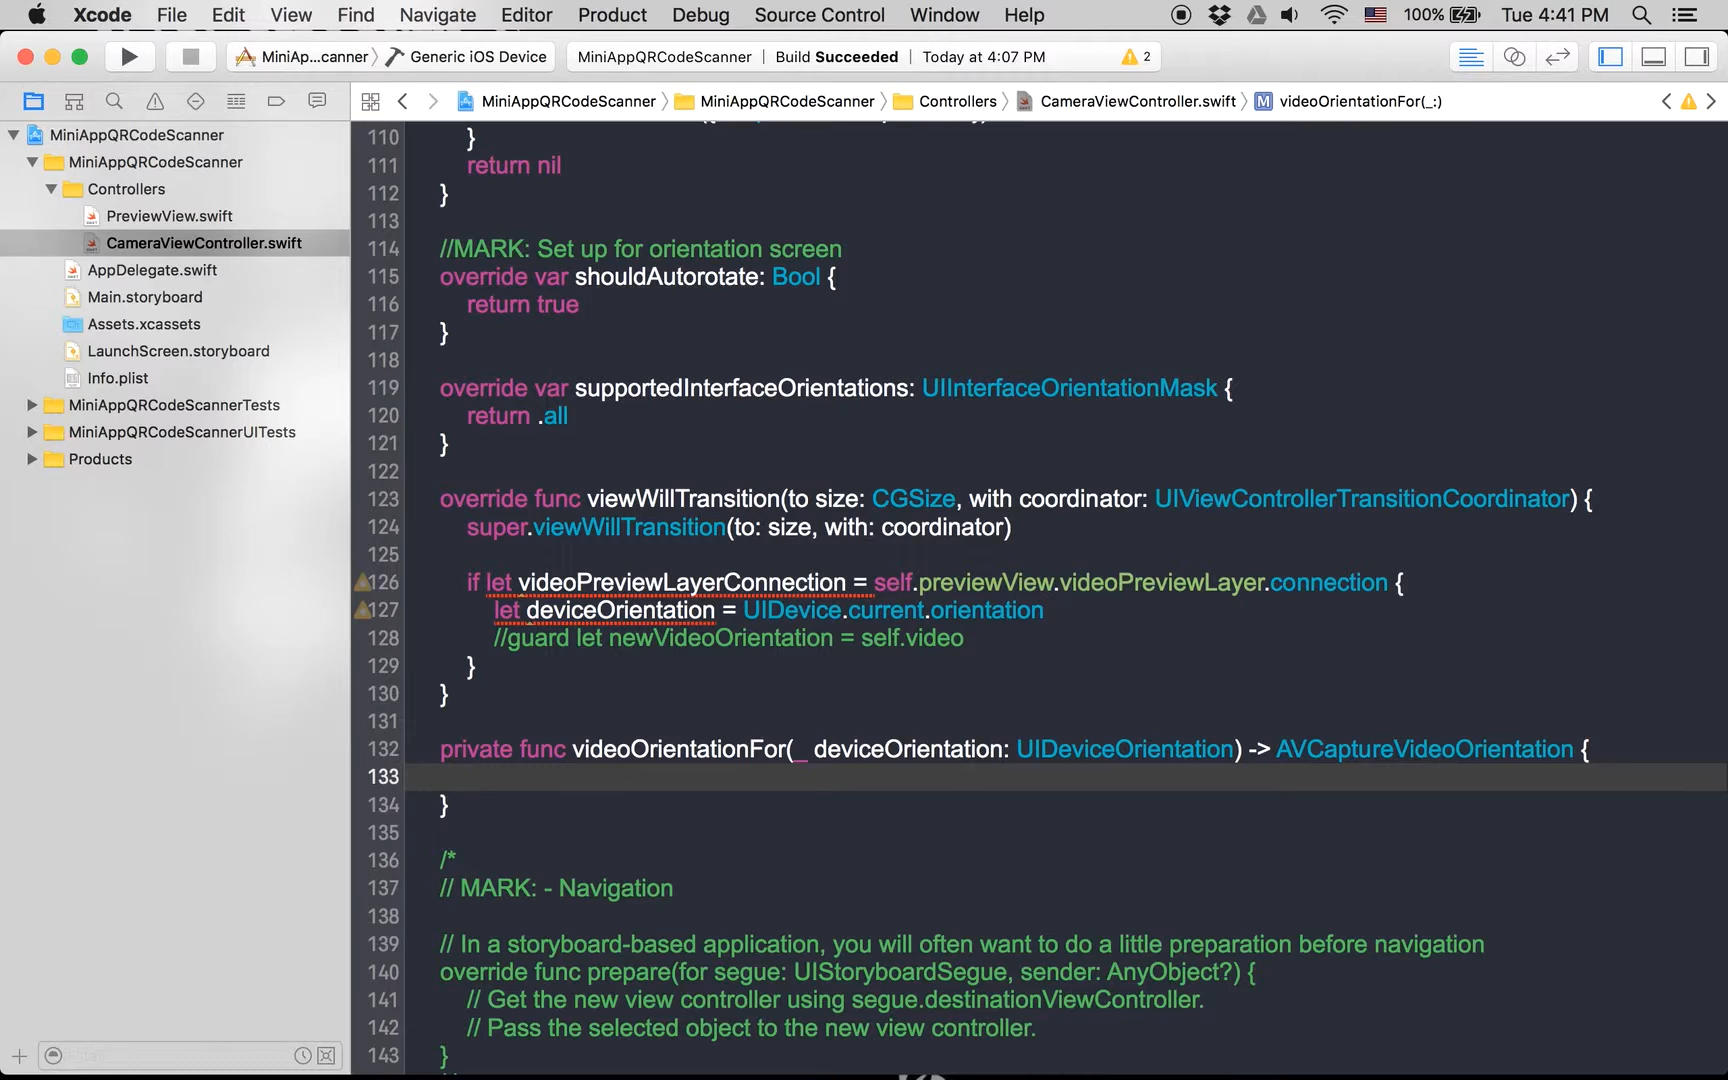 Xcode File Edit View Find Navigate Editor Product Debug Source Control Window Help 100% Tue 4:41 PM
MiniAp...canner Generic iOS Device MiniAppQRCodeScanner | Build Succeeded | Today at 4:07 PM 2
MiniAppQRCodeScanner MiniAppQRCodeScanner Controllers CameraViewController.swift M videoOrientationFor(_:)
MiniAppQRCodeScanner
MiniAppQRCodeScanner
Controllers
PreviewView.swift
CameraViewController.swift
AppDelegate.swift
Main.storyboard
Assets.xcassets
LaunchScreen.storyboard
Info.plist
MiniAppQRCodeScannerTests
MiniAppQRCodeScannerUITests
Products
110 }
111 return nil
112 }
113
114 //MARK: Set up for orientation screen
115 override var shouldAutorotate: Bool {
116 return true
117 }
118
119 override var supportedInterfaceOrientations: UIInterfaceOrientationMask {
120 return .all
121 }
122
123 override func viewWillTransition(to size: CGSize, with coordinator: UIViewControllerTransitionCoordinator) {
124 super.viewWillTransition(to: size, with: coordinator)
125
126 if let videoPreviewLayerConnection = self.previewView.videoPreviewLayer.connection {
127 let deviceOrientation = UIDevice.current.orientation
128 //guard let newVideoOrientation = self.video
129 }
130 }
131
132 private func videoOrientationFor(_ deviceOrientation: UIDeviceOrientation) -> AVCaptureVideoOrientation {
133
134 }
135
136 /*
137 // MARK: - Navigation
138
139 // In a storyboard-based application, you will often want to do a little preparation before navigation
140 override func prepare(for segue: UIStoryboardSegue, sender: AnyObject?) {
141 // Get the new view controller using segue.destinationViewController.
142 // Pass the selected object to the new view controller.
143 }